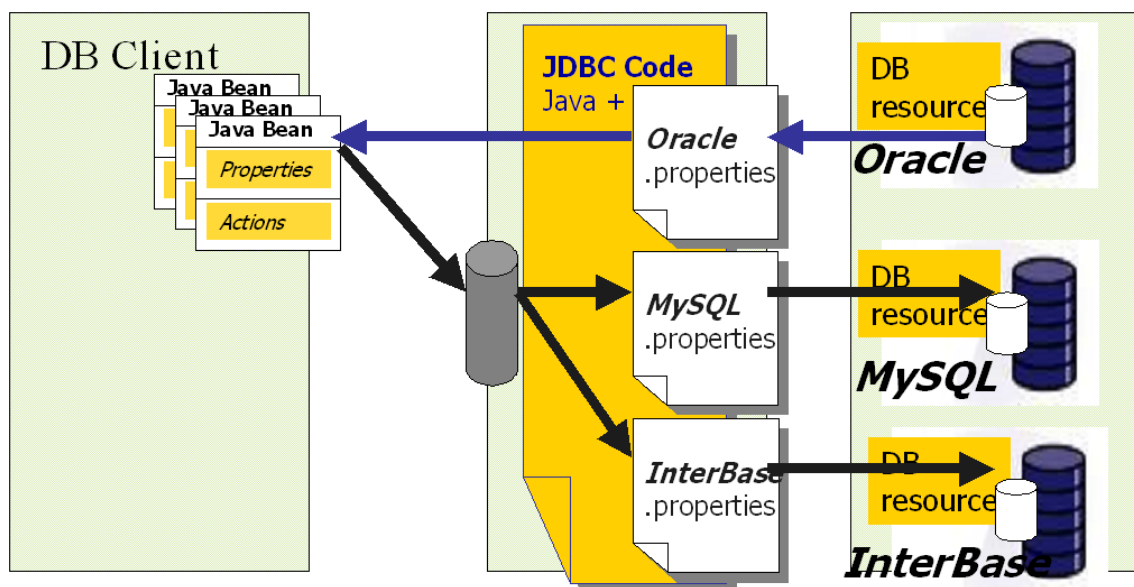 DB Client
Java Bean
Java Bean
Java Bean
Properties
Actions
JDBC Code
Java +
Oracle
.properties
MySQL
.properties
InterBase
.properties
DB
resource
Oracle
DB
resource
MySQL
DB
resource
InterBase